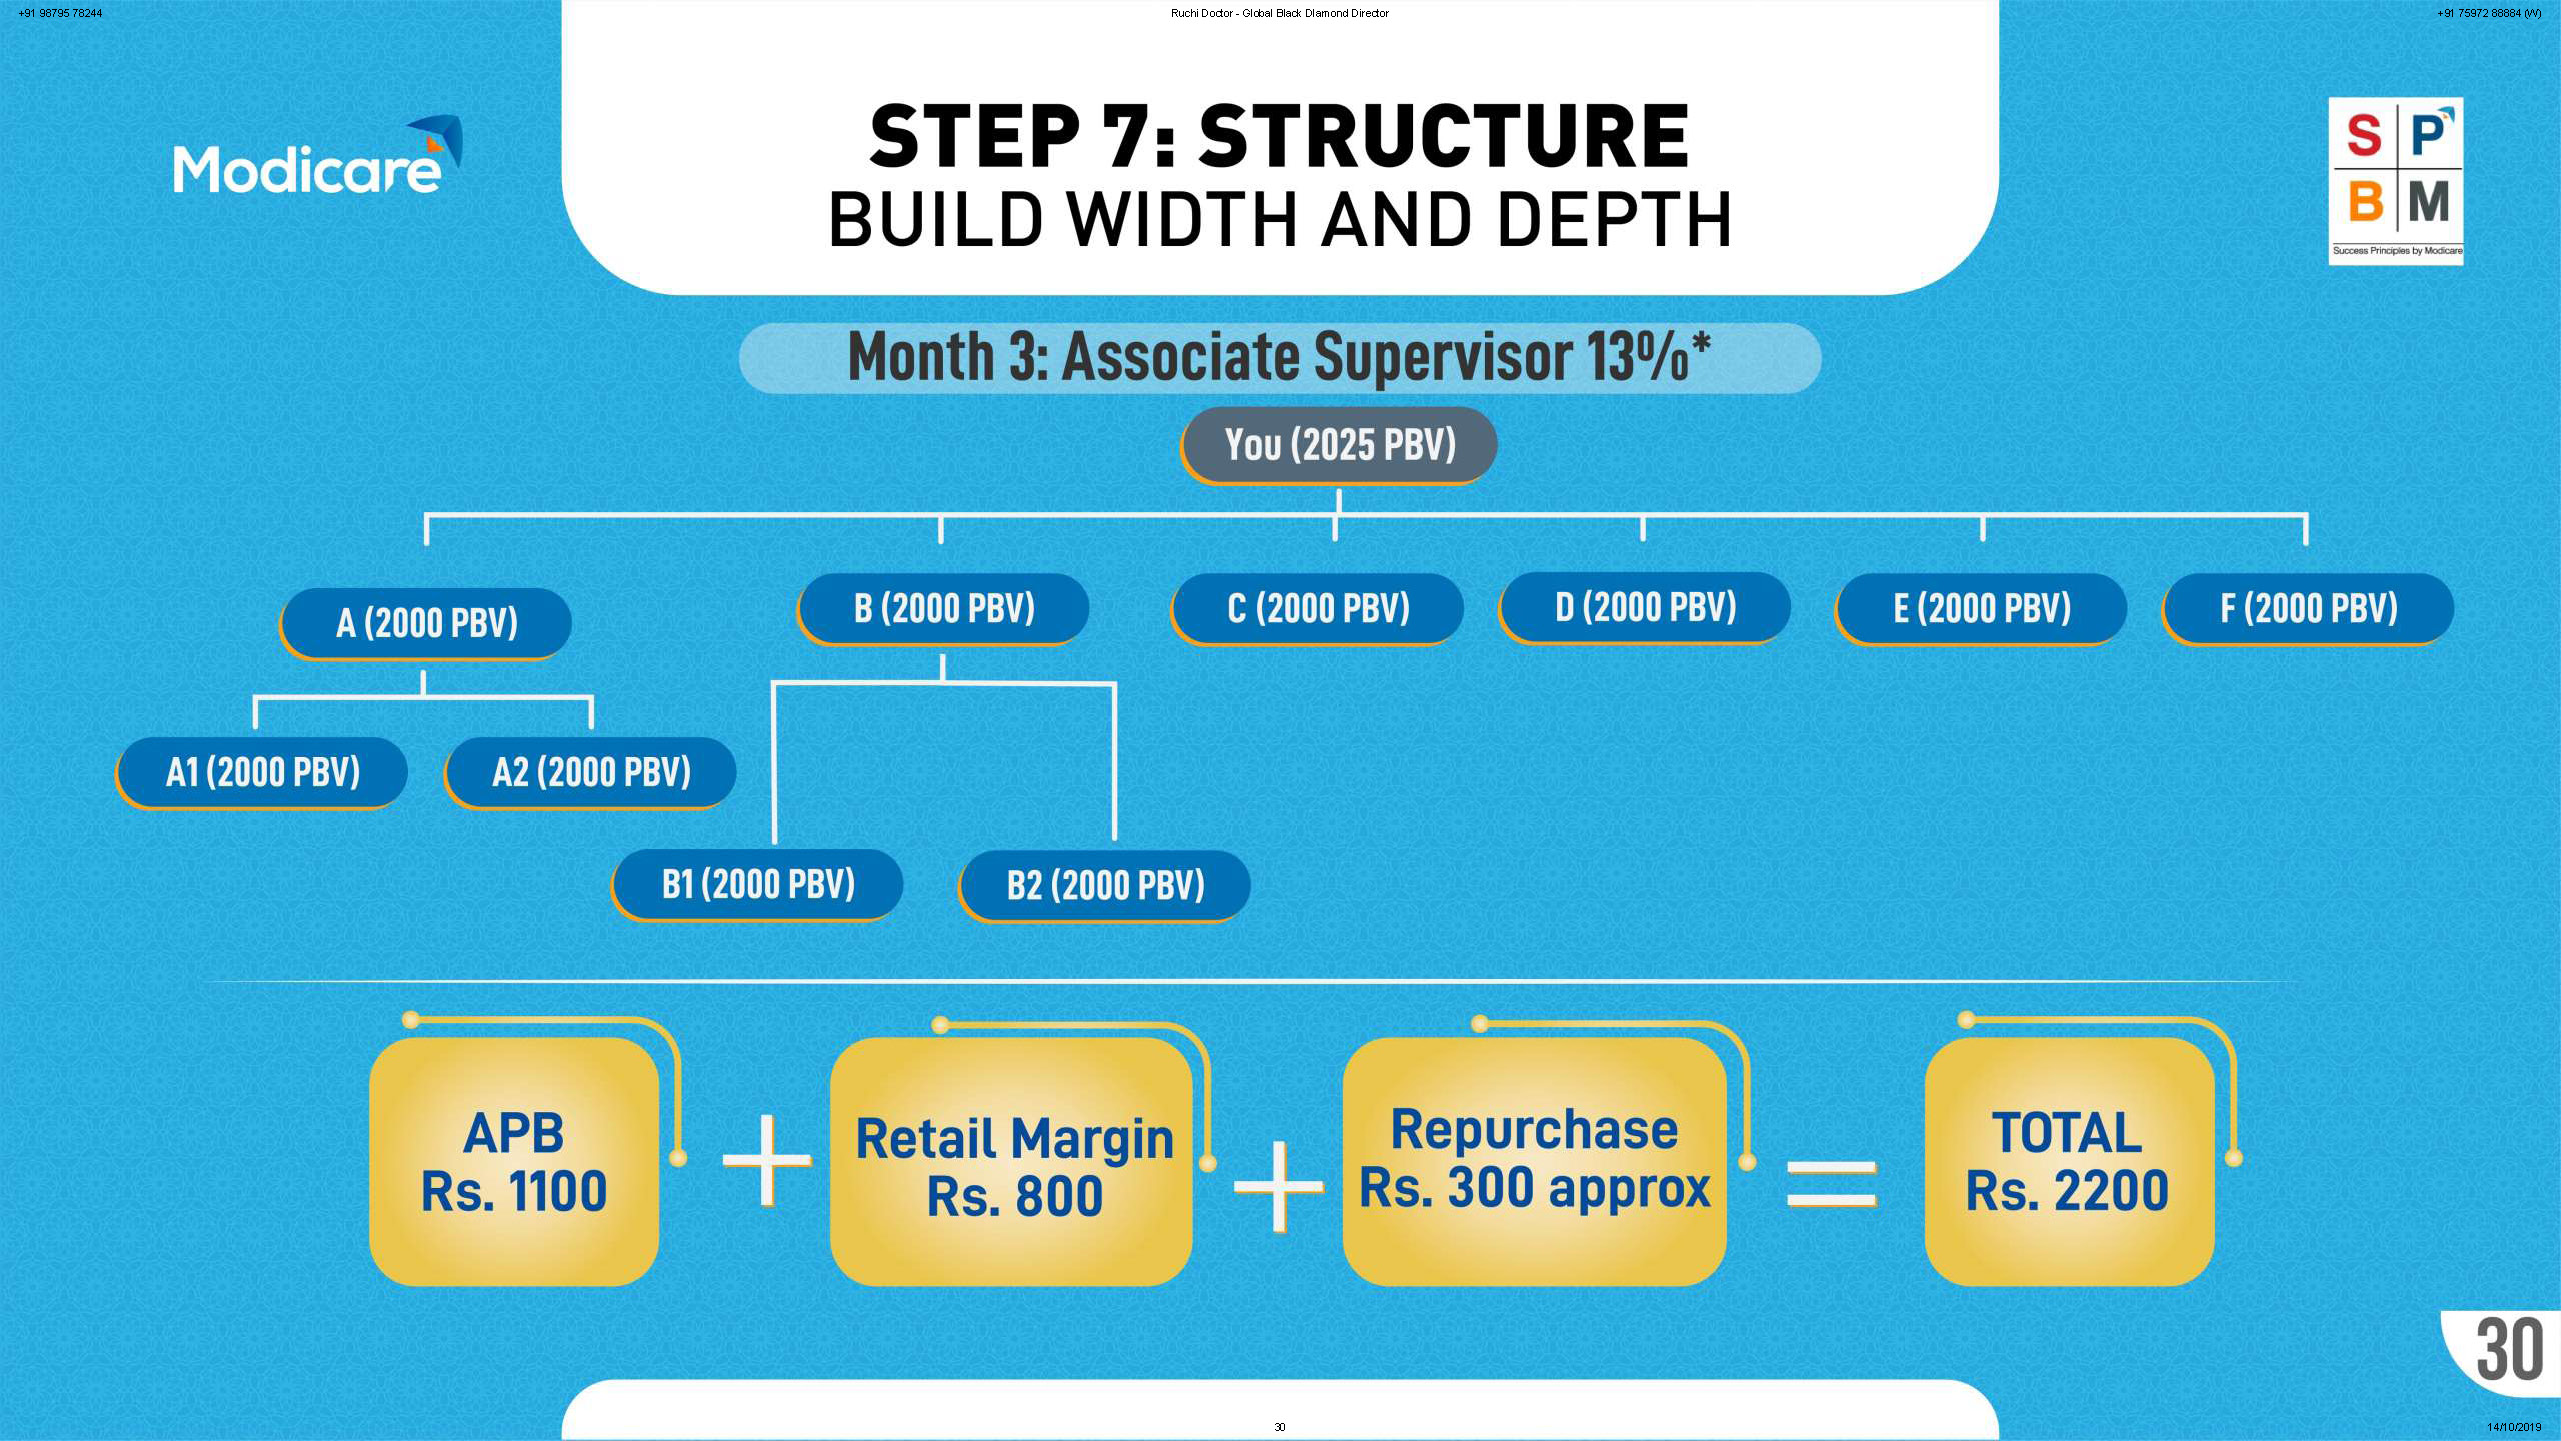 +91 98795 78244
Ruchi Doctor - Global Black DIamond Director
+91 75972 88884 (W)
Modicare
STEP 7: STRUCTURE
BUILD WIDTH AND DEPTH
S P
B M
Success Principles by Modicare
Month 3: Associate Supervisor 13%*
You (2025 PBV)
A (2000 PBV)
B (2000 PBV)
C (2000 PBV)
D (2000 PBV)
E (2000 PBV)
F (2000 PBV)
A1 (2000 PBV)
A2 (2000 PBV)
B1 (2000 PBV)
B2 (2000 PBV)
APB
Rs. 1100
+
Retail Margin
Rs. 800
+
Repurchase
Rs. 300 approx
=
TOTAL
Rs. 2200
30
30
14/10/2019